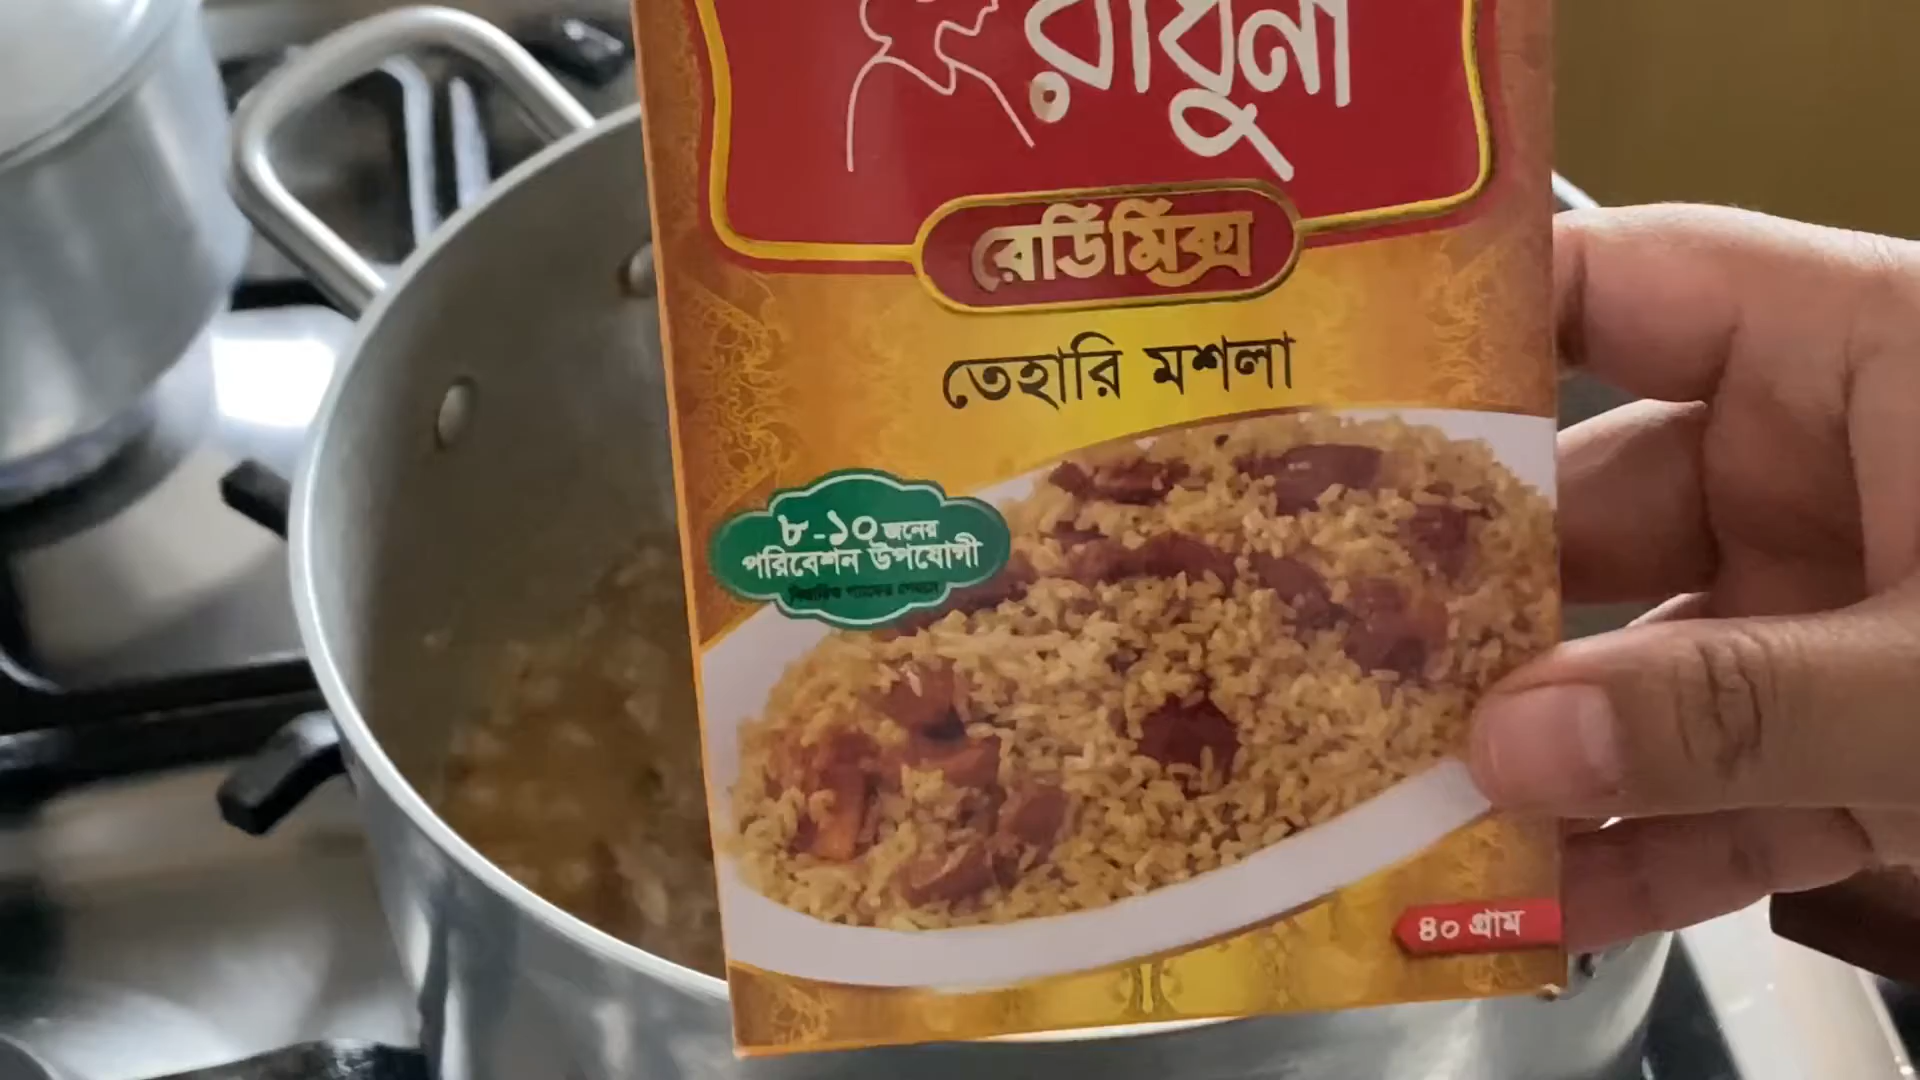 রাঁধুনী
রেডিমিক্স
তেহারি মশলা
৮-১০ জনের
পরিবেশন উপযোগী
৪০ গ্রাম